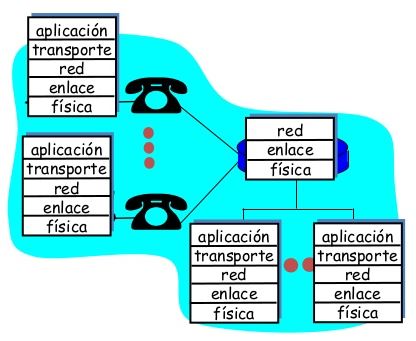 aplicación
transporte
red
enlace
física
aplicación
transporte
red
enlace
física
red
enlace
física
aplicación
transporte
red
enlace
física
aplicación
transporte
red
enlace
física